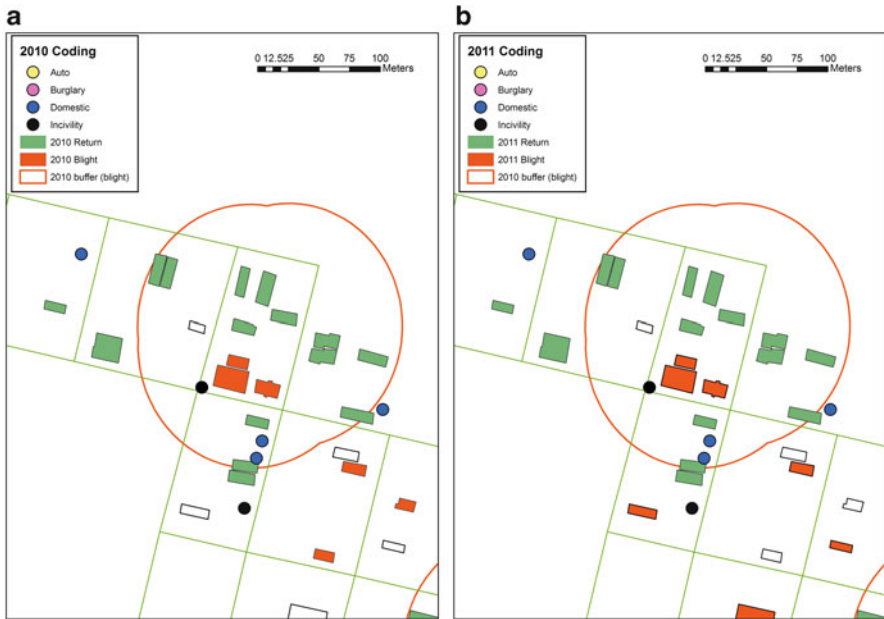 a
2010 Coding
Auto
Burglary
Domestic
Incivility
2010 Return
2010 Blight
2010 buffer (blight)
0 12.525 50 75 100
Meters
b
2011 Coding
Auto
Burglary
Domestic
Incivility
2011 Return
2011 Blight
2010 buffer (blight)
0 12.525 50 75 100
Meters